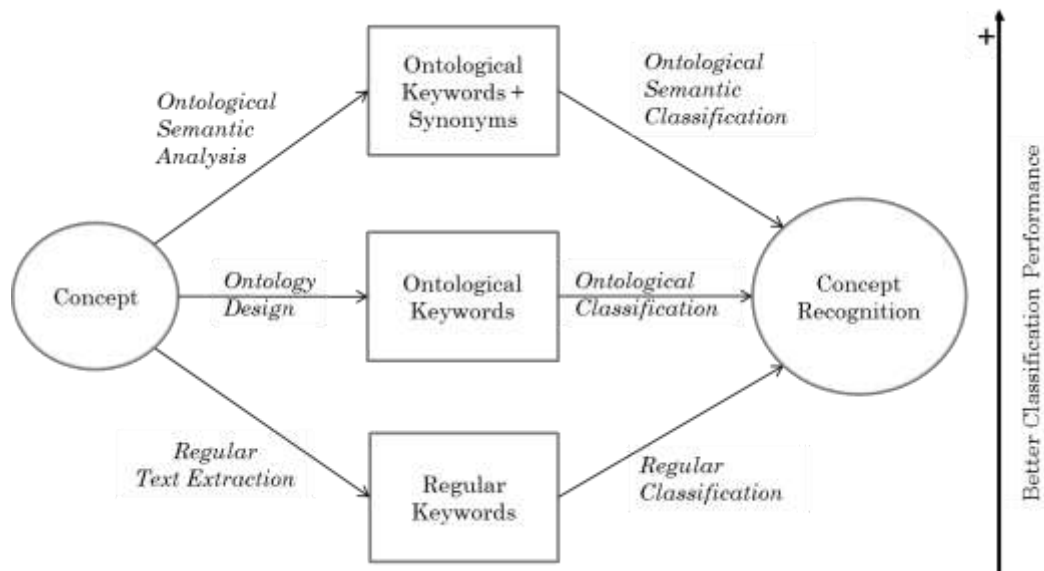 Ontological
Keywords +
Synonyms
Ontological
Semantic
Analysis
Ontological
Semantic
Classification
+
Concept
Ontology
Design
Ontological
Keywords
Ontological
Classification
Concept
Recognition
Regular
Text Extraction
Regular
Keywords
Regular
Classification
Better Classification Performance